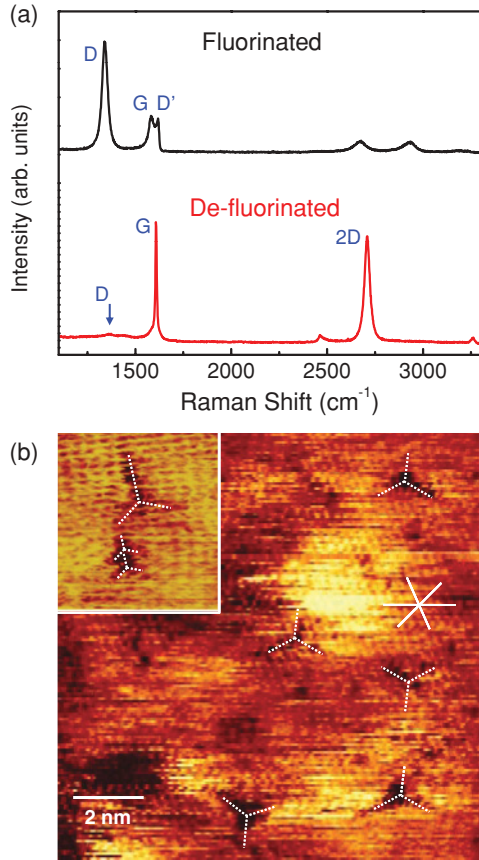 (a)
Fluorinated
D
G D'
De-fluorinated
G
2D
D
Intensity (arb. units)
1500 2000 2500 3000
Raman Shift (cm-1)
(b)
2 nm